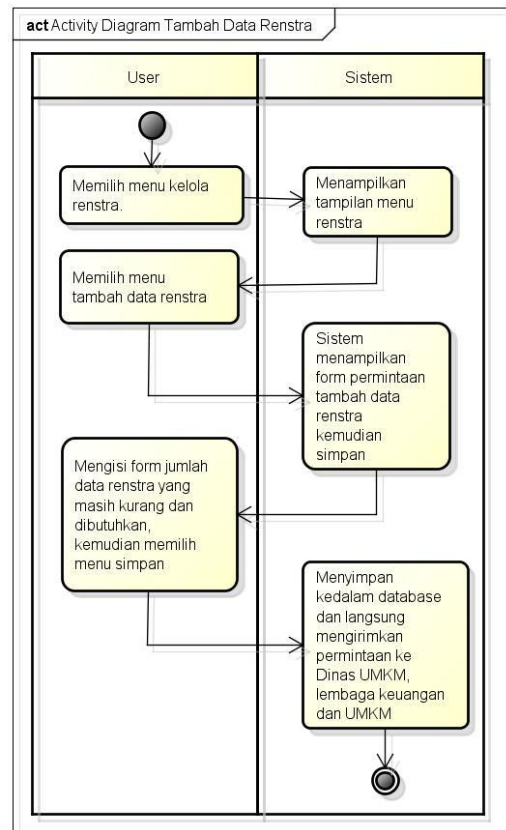 act Activity Diagram Tambah Data Renstra
User
Sistem
Memilih menu kelola
renstra.
Menampilkan
tampilan menu
renstra
Memilih menu
tambah data renstra
Sistem
menampilkan
form permintaan
tambah data
renstra
kemudian
simpan
Mengisi form jumlah
data renstra yang
masih kurang dan
dibutuhkan,
kemudian memilih
menu simpan
Menyimpan
kedalam database
dan langsung
mengirimkan
permintaan ke
Dinas UMKM,
lembaga keuangan
dan UMKM